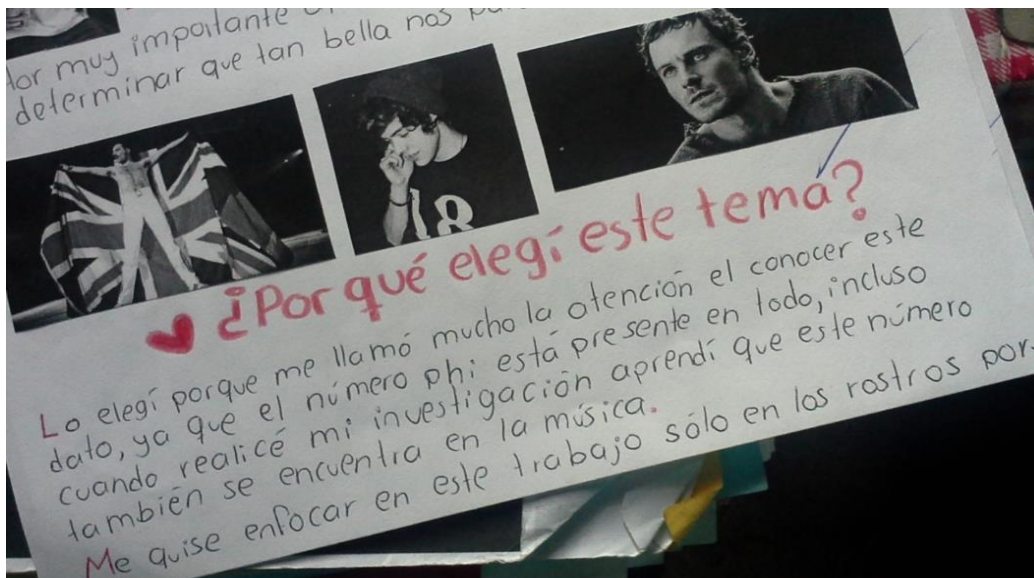 muy importante
determinar que tan bella nos
18
¿Por qué elegí este tema?
Lo elegí porque me llamó mucho la atención el conocer este
dato, ya que el número phi está presente en todo, incluso
cuando realicé mi investigación aprendí que este número
también se encuentra en la música.
Me quise enfocar en este trabajo sólo en los rostros por